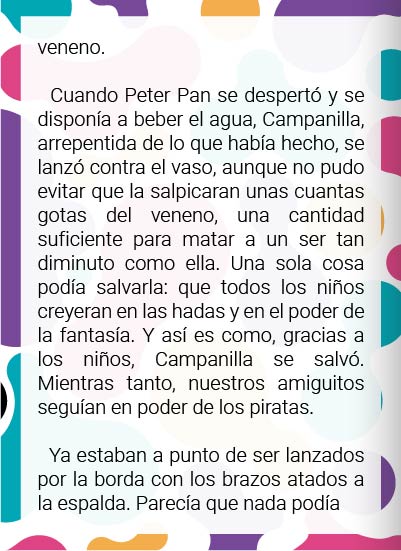 veneno.
Cuando Peter Pan se despertó y se
disponía a beber el agua, Campanilla,
arrepentida de lo que había hecho, se
lanzó contra el vaso, aunque no pudo
evitar que la salpicaran unas cuantas
gotas del veneno, una cantidad
suficiente para matar a un ser tan
diminuto como ella. Una sola cosa
podía salvarla: que todos los niños
creyeran en las hadas y en el poder de
la fantasía. Y así es como, gracias a
los niños, Campanilla se salvó.
Mientras tanto, nuestros amiguitos
seguían en poder de los piratas.
Ya estaban a punto de ser lanzados
por la borda con los brazos atados a
la espalda. Parecía que nada podía